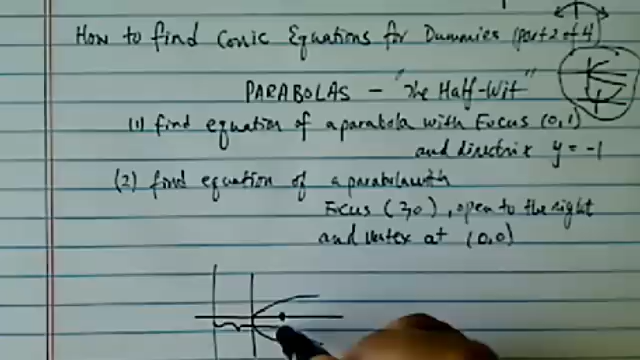 How to find Conic Equations for Dummies (part 2 of 4)
PARABOLAS - "The Half-Wit"
(1) find equation of a parabola with Focus (0,1)
and directrix y = -1
(2) find equation of a parabola with
Focus (2,0), open to the right
and vertex at (0,0)